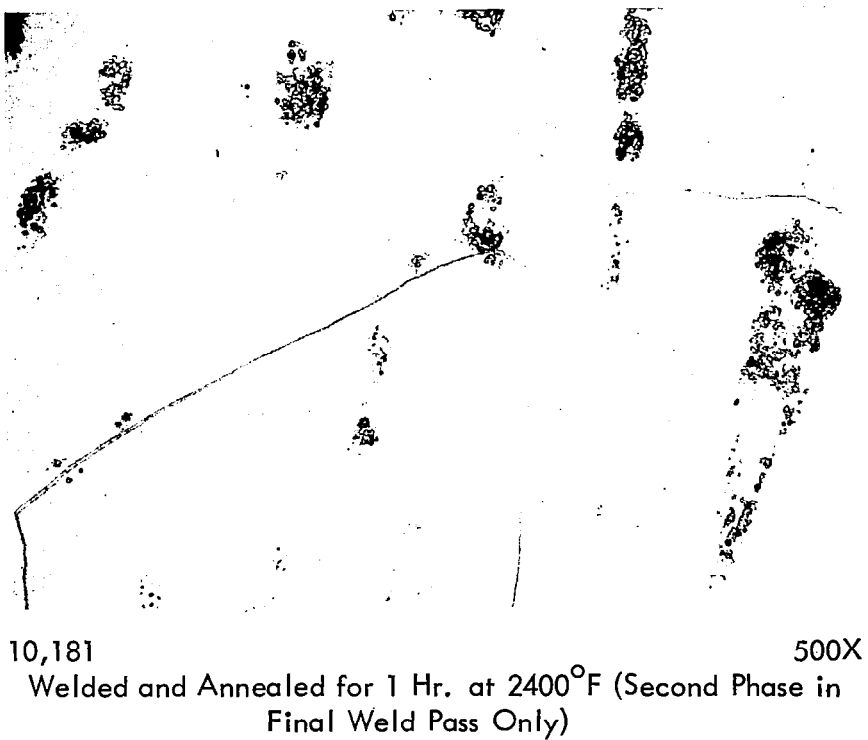 10,181 500X
Welded and Annealed for 1 Hr. at 2400°F (Second Phase in
Final Weld Pass Only)